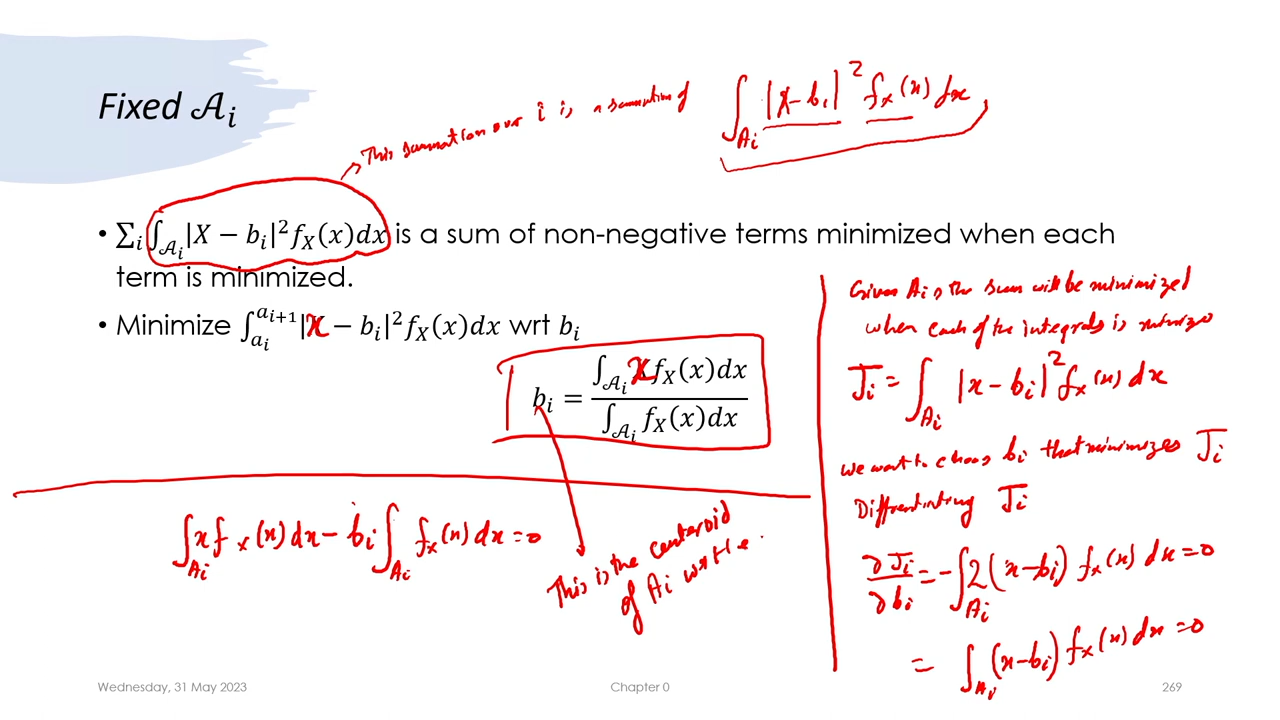 Fixed 𝒜ᵢ
This summation over i is a summation of
∫_{Ai} |x-bi|² fx(x) dx
• ∑ᵢ ∫_{𝒜ᵢ} |X − bᵢ|² f_X(x)dx is a sum of non-negative terms minimized when each
term is minimized.
• Minimize ∫_{aᵢ}^{aᵢ₊₁} |x − bᵢ|² f_X(x)dx wrt bᵢ
bᵢ = ∫_{𝒜ᵢ} x f_X(x)dx / ∫_{𝒜ᵢ} f_X(x)dx
∫_{Ai} x fx(x) dx − bi ∫_{Ai} fx(x) dx = 0
This is the centeroid
of Ai
Given Ai, the sum will be minimized
when each of the integrals is
Ji = ∫_{Ai} |x-bi|² fx(x) dx
we want to bi that minimizes Ji
Ji
∂Ji/∂bi = -∫_{Ai} 2(x-bi) fx(x) dx = 0
= ∫_{Ai} (x-bi) fx(x) dx = 0
Wednesday, 31 May 2023
Chapter 0
269